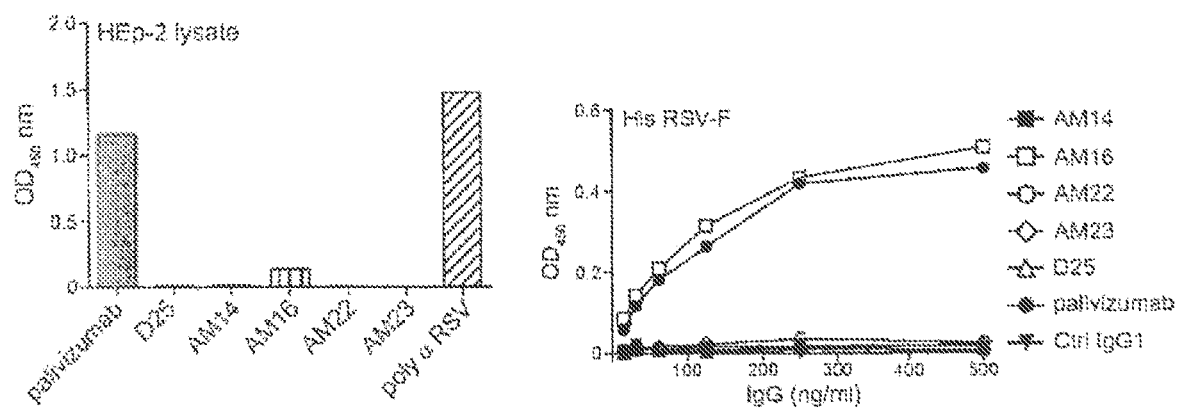 HEp-2 lysate
2.0
1.5
1.0
0.5
0
OD450 nm
palivizumab
D25
AM14
AM16
AM22
AM23
poly α RSV
His RSV-F
0.6
0.4
0.2
0
OD450 nm
100
200
300
400
500
IgG (ng/ml)
AM14
AM16
AM22
AM23
D25
palivizumab
Ctrl IgG1